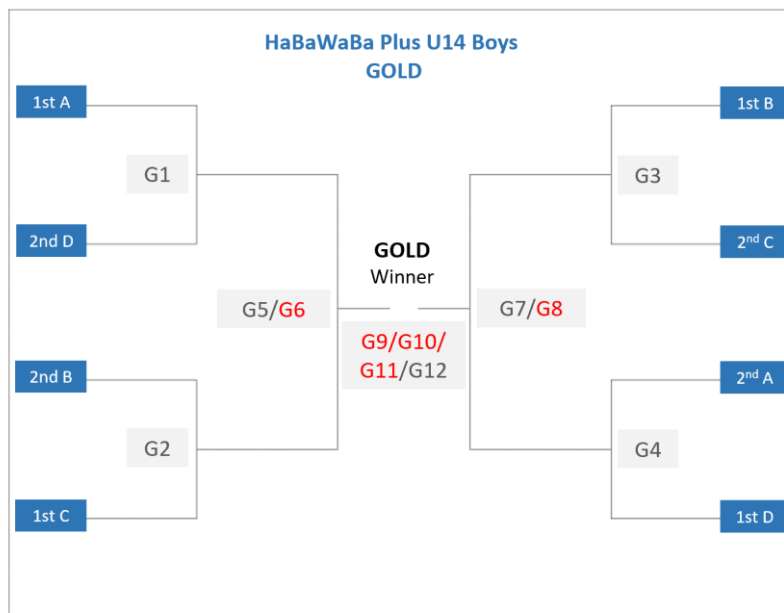 HaBaWaBa Plus U14 Boys
GOLD
1st A
1st B
G1
G3
2nd D
2nd C
GOLD
Winner
G5/G6
G7/G8
G9/G10/
G11/G12
2nd B
2nd A
G2
G4
1st C
1st D